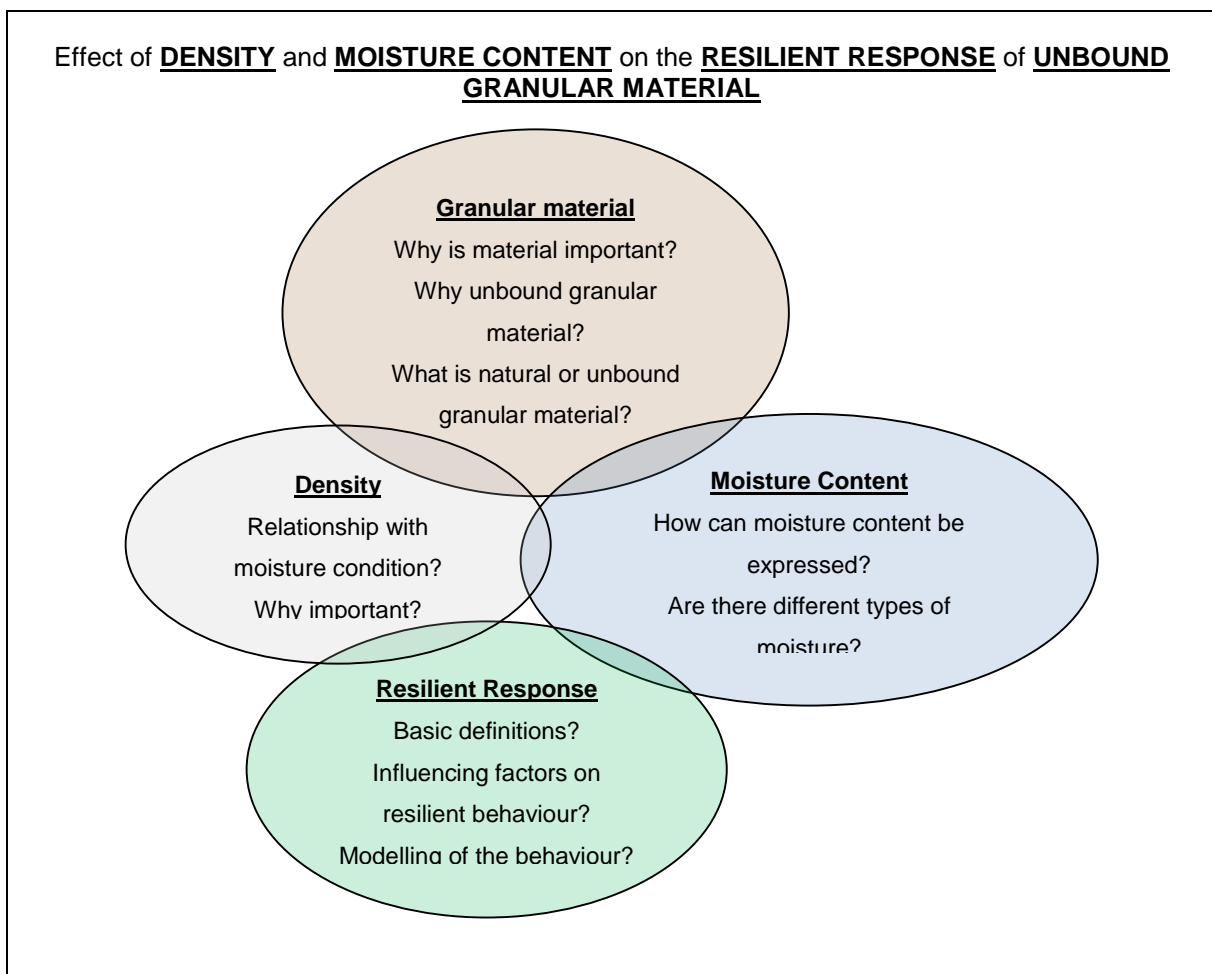 Effect of DENSITY and MOISTURE CONTENT on the RESILIENT RESPONSE of UNBOUND
GRANULAR MATERIAL
Granular material
Why is material important?
Why unbound granular
material?
What is natural or unbound
granular material?
Density
Relationship with
moisture condition?
Why important?
Moisture Content
How can moisture content be
expressed?
Are there different types of
moisture?
Resilient Response
Basic definitions?
Influencing factors on
resilient behaviour?
Modelling of the behaviour?